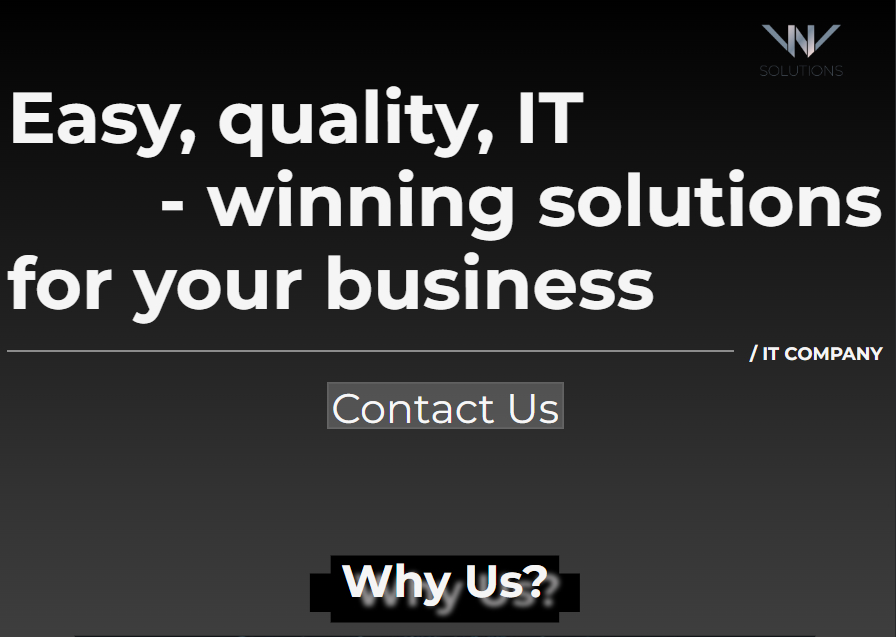 SOLUTIONS
Easy, quality, IT
- winning solutions
for your business
/ IT COMPANY
Contact Us
Why Us?